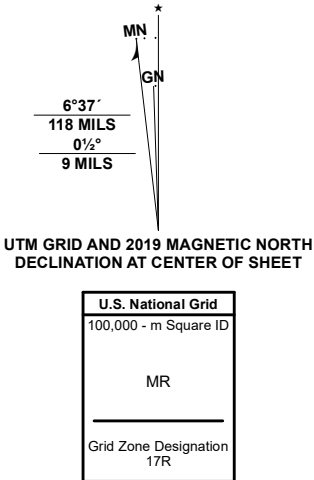 ★
MN
GN
6°37´
118 MILS
0½°
9 MILS
UTM GRID AND 2019 MAGNETIC NORTH
DECLINATION AT CENTER OF SHEET
U.S. National Grid
100,000 - m Square ID
MR
Grid Zone Designation
17R